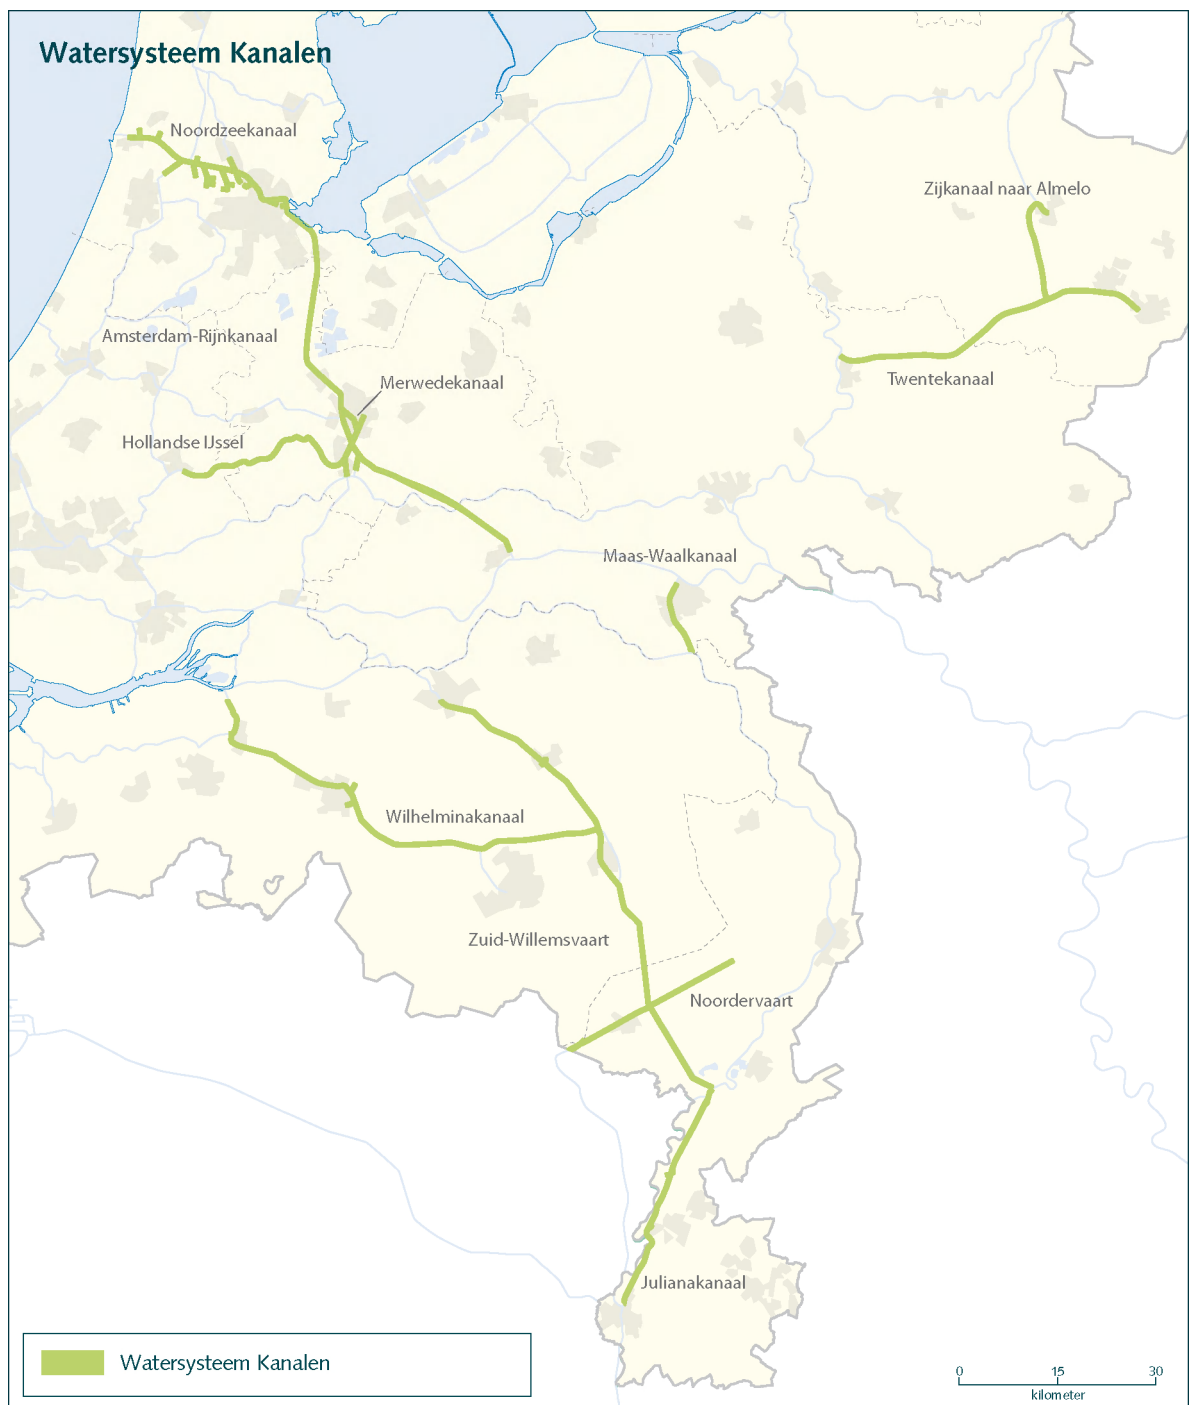 Watersysteem Kanalen
Noordzeekanaal
Zijkanaal naar Almelo
Amsterdam-Rijnkanaal
Merwedekanaal
Twentekanaal
Hollandse IJssel
Maas-Waalkanaal
Wilhelminakanaal
Zuid-Willemsvaart
Noordervaart
Julianakanaal
Watersysteem Kanalen
0 15 30
kilometer